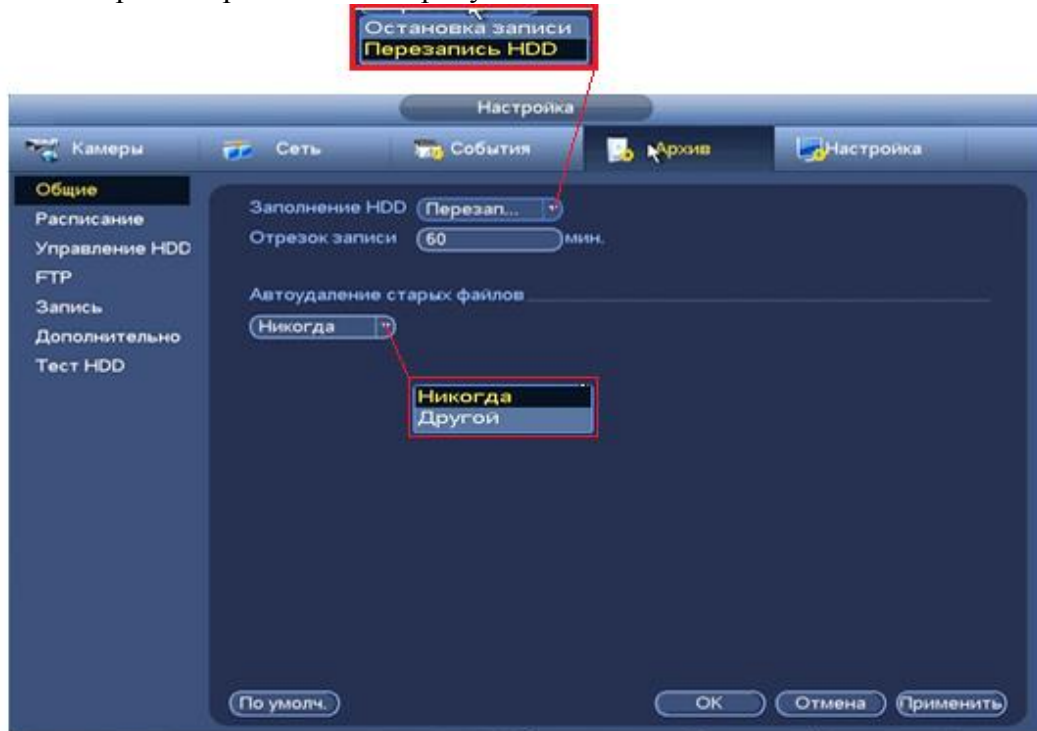 Остановка записи
Перезапись HDD
Настройка
Камеры Сеть События Архив Настройка
Общие
Расписание
Управление HDD
FTP
Запись
Дополнительно
Тест HDD
Заполнение HDD Перезап...
Отрезок записи 60 мин.
Автоудаление старых файлов
Никогда
Никогда
Другой
По умолч. OK Отмена Применить